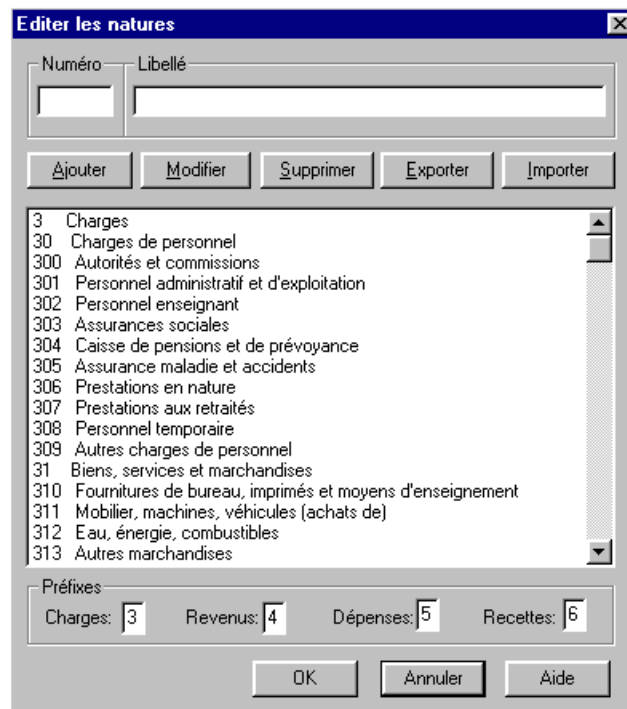 Editer les natures
Numéro Libellé
Ajouter Modifier Supprimer Exporter Importer
3 Charges
30 Charges de personnel
300 Autorités et commissions
301 Personnel administratif et d'exploitation
302 Personnel enseignant
303 Assurances sociales
304 Caisse de pensions et de prévoyance
305 Assurance maladie et accidents
306 Prestations en nature
307 Prestations aux retraités
308 Personnel temporaire
309 Autres charges de personnel
31 Biens, services et marchandises
310 Fournitures de bureau, imprimés et moyens d'enseignement
311 Mobilier, machines, véhicules (achats de)
312 Eau, énergie, combustibles
313 Autres marchandises
Préfixes
Charges: 3 Revenus: 4 Dépenses: 5 Recettes: 6
OK Annuler Aide